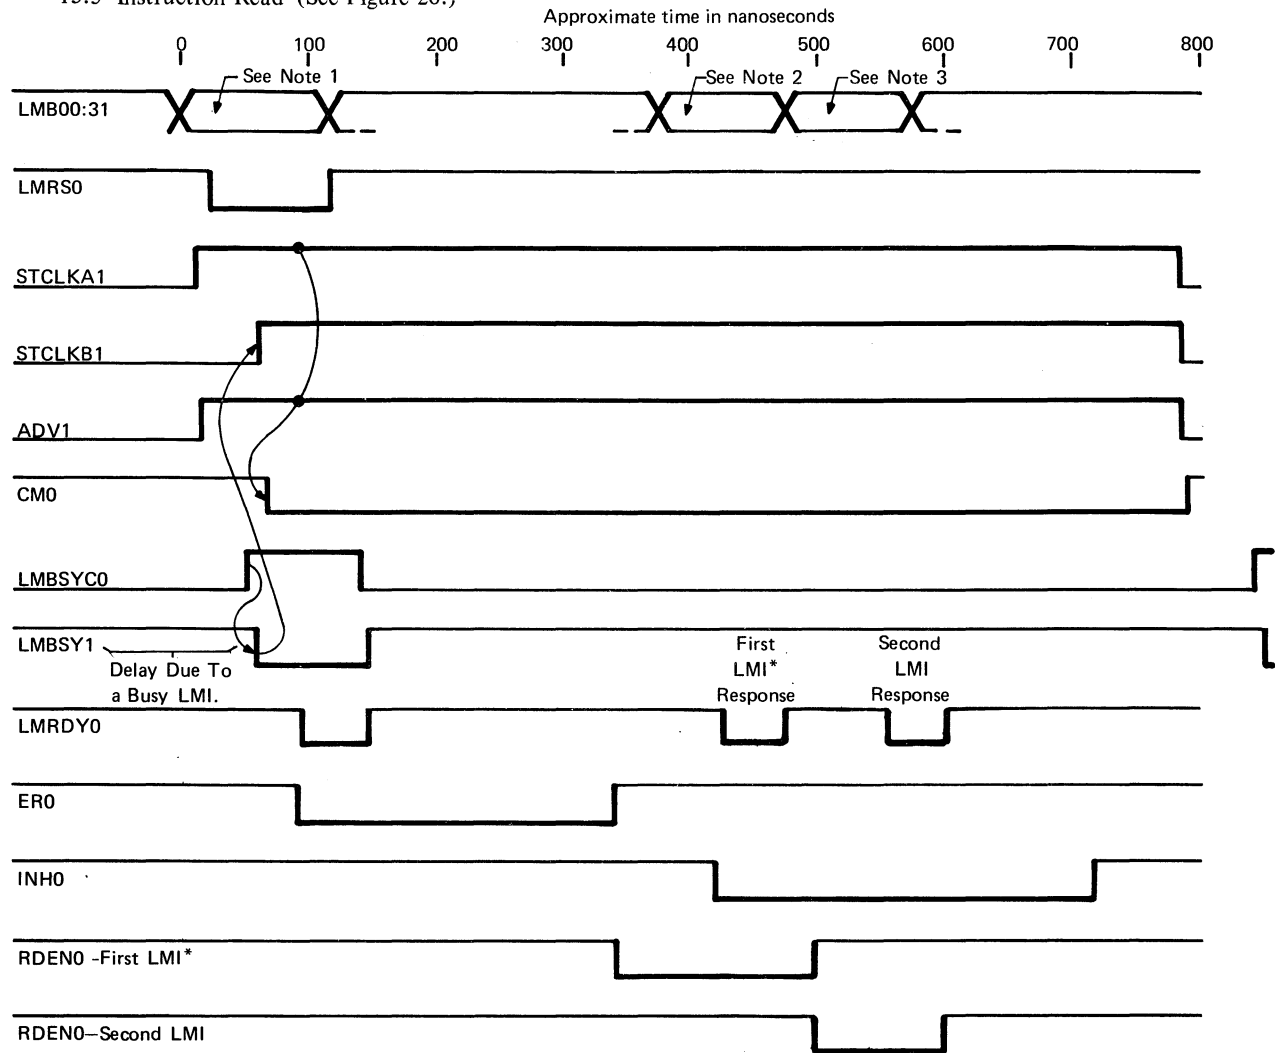 Instruction Read (See Figure 20.)
Approximate time in nanoseconds
0 100 200 300 400 500 600 700 800
See Note 1 See Note 2 See Note 3
LMB00:31
LMRS0
STCLKA1
STCLKB1
ADV1
CM0
LMBSYC0
LMBSY1
Delay Due To
a Busy LMI.
First
LMI*
Response
Second
LMI
Response
LMRDY0
ER0
INH0
RDEN0 -First LMI*
RDEN0—Second LMI